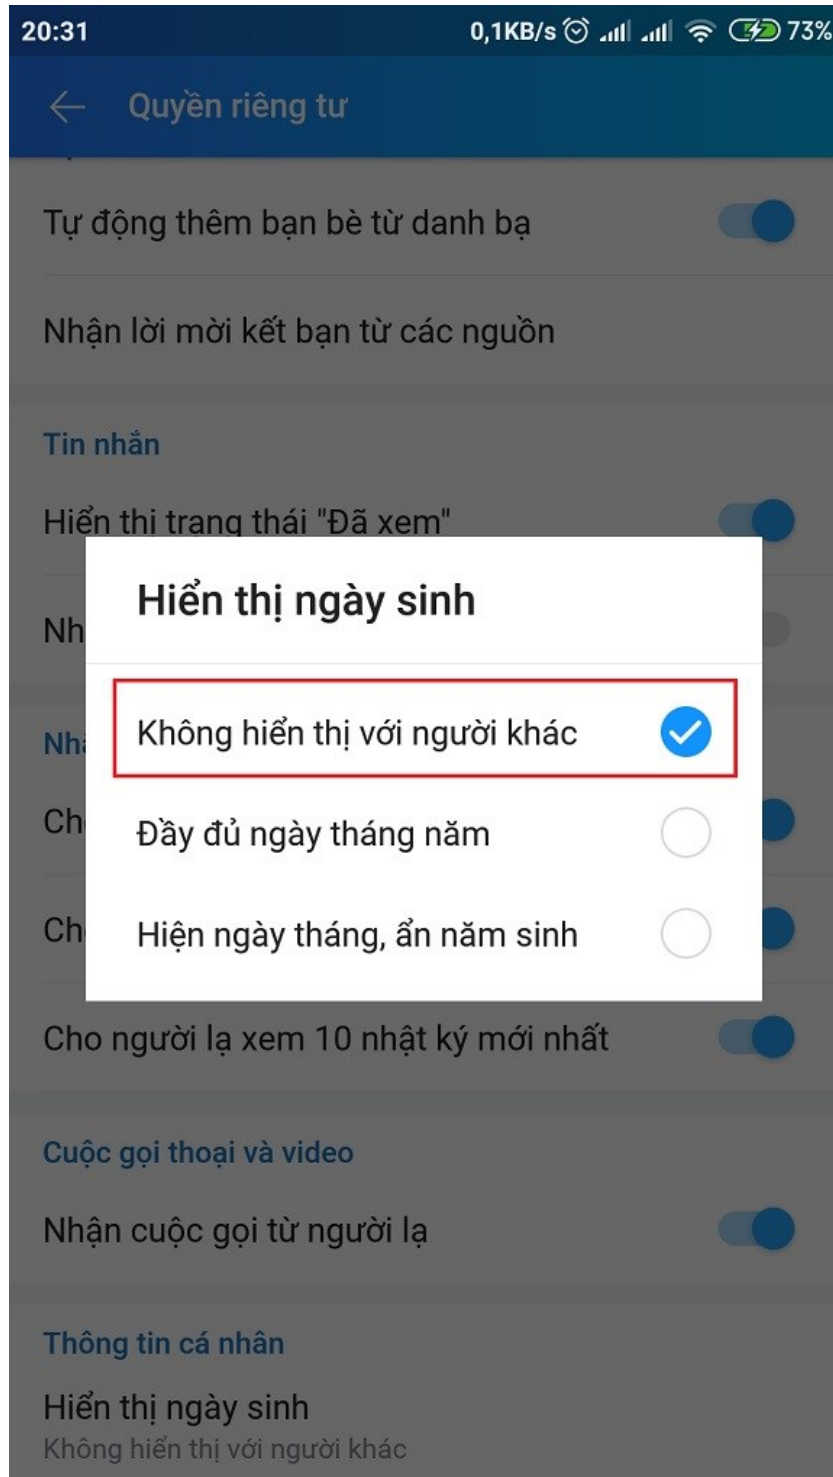 20:31 0,1KB/s 73%
Quyền riêng tư
Tự động thêm bạn bè từ danh bạ
Nhận lời mời kết bạn từ các nguồn
Tin nhắn
Hiển thị trạng thái "Đã xem"
Hiển thị ngày sinh
Nh
Không hiển thị với người khác
Nh
Đầy đủ ngày tháng năm
Ch
Hiện ngày tháng, ẩn năm sinh
Ch
Cho người lạ xem 10 nhật ký mới nhất
Cuộc gọi thoại và video
Nhận cuộc gọi từ người lạ
Thông tin cá nhân
Hiển thị ngày sinh
Không hiển thị với người khác